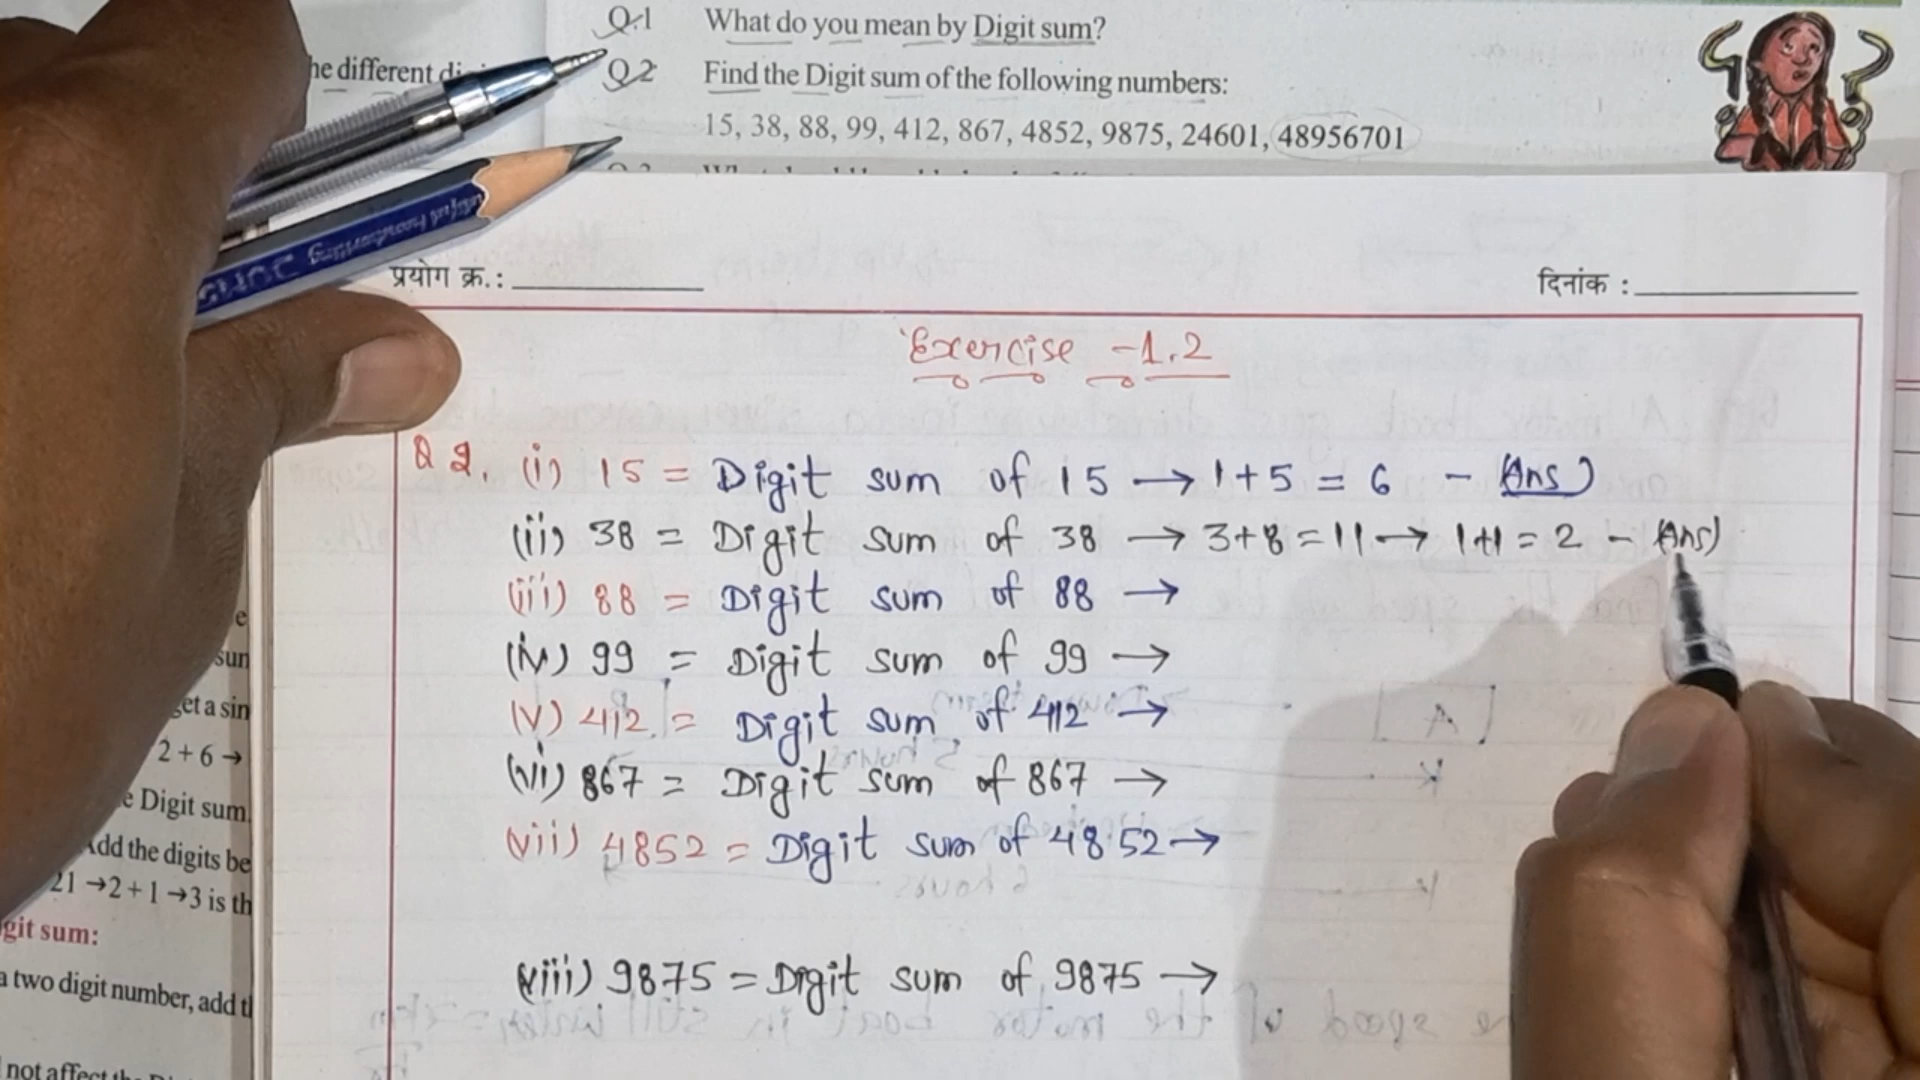 Q.1 What do you mean by Digit sum?
he different
Q.2 Find the Digit sum of the following numbers:
15, 38, 88, 99, 412, 867, 4852, 9875, 24601, 48956701
प्रयोग क्र. :
दिनांक :
Exercise - 1.2
Q 2. (i) 15 = Digit sum of 15 → 1+5 = 6 - (Ans)
(ii) 38 = Digit sum of 38 → 3+8 = 11 → 1+1 = 2 - (Ans)
(iii) 88 = Digit sum of 88 →
(iv) 99 = Digit sum of 99 →
(v) 412 = Digit sum of 412 →
(vi) 867 = Digit sum of 867 →
(vii) 4852 = Digit sum of 4852 →
(viii) 9875 = Digit sum of 9875 →
e
sun
get a sin
2 + 6 →
e Digit sum.
Add the digits be
21 →2 + 1 →3 is th
git sum:
a two digit number, add t
not affect the